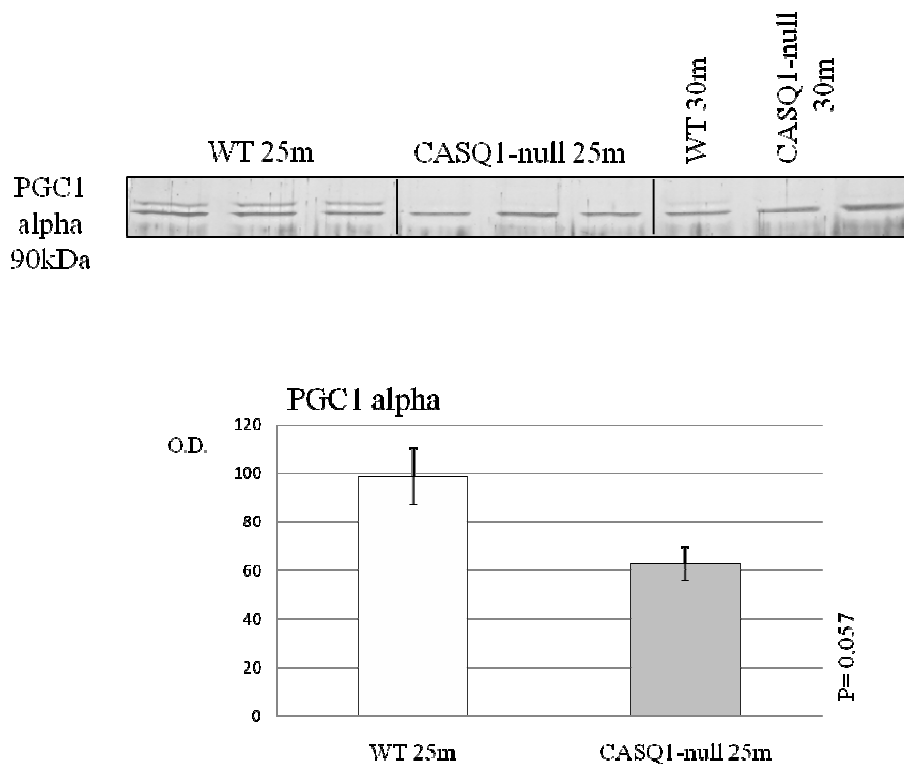 WT 25m
CASQ1-null 25m
WT 30m
CASQ1-null
30m
PGC1
alpha
90kDa
PGC1 alpha
O.D.
120
100
80
60
40
20
0
WT 25m
CASQ1-null 25m
P= 0.057